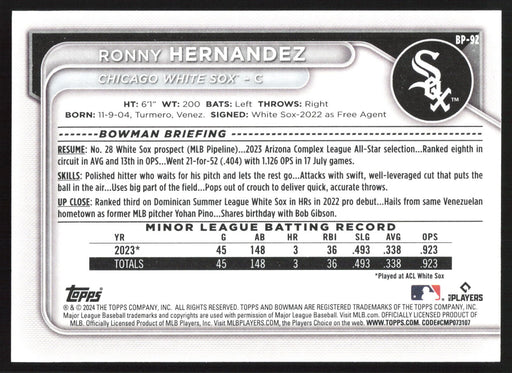 BP-92
RONNY HERNANDEZ
CHICAGO WHITE SOX™ - C
Sox
™
HT: 6'1" WT: 200 BATS: Left THROWS: Right
BORN: 11-9-04, Turmero, Venez. SIGNED: White Sox-2022 as Free Agent
BOWMAN BRIEFING
RESUME: No. 28 White Sox prospect (MLB Pipeline)...2023 Arizona Complex League All-Star selection...Ranked eighth in
circuit in AVG and 13th in OPS...Went 21-for-52 (.404) with 1.126 OPS in 17 July games.
SKILLS: Polished hitter who waits for his pitch and lets the rest go...Attacks with swift, well-leveraged cut that puts the
ball in the air...Uses big part of the field...Pops out of crouch to deliver quick, accurate throws.
UP CLOSE: Ranked third on Dominican Summer League White Sox in HRs in 2022 pro debut...Hails from same Venezuelan
hometown as former MLB pitcher Yohan Pino...Shares birthday with Bob Gibson.
MINOR LEAGUE BATTING RECORD
YR G AB HR RBI SLG AVG OPS
2023* 45 148 3 36 .493 .338 .923
TOTALS 45 148 3 36 .493 .338 .923
*Played at ACL White Sox
Topps
PLAYERS
® & © 2024 THE TOPPS COMPANY, INC. ALL RIGHTS RESERVED. TOPPS AND BOWMAN ARE REGISTERED TRADEMARKS OF THE TOPPS COMPANY, INC.
Major League Baseball trademarks and copyrights are used with permission of Major League Baseball. Visit MLB.com. OFFICIALLY LICENSED PRODUCT OF
MLB. Officially Licensed Product of MLB Players, Inc. Visit MLBPLAYERS.com, the Players Choice on the web. WWW.TOPPS.COM. CODE#CMP073107